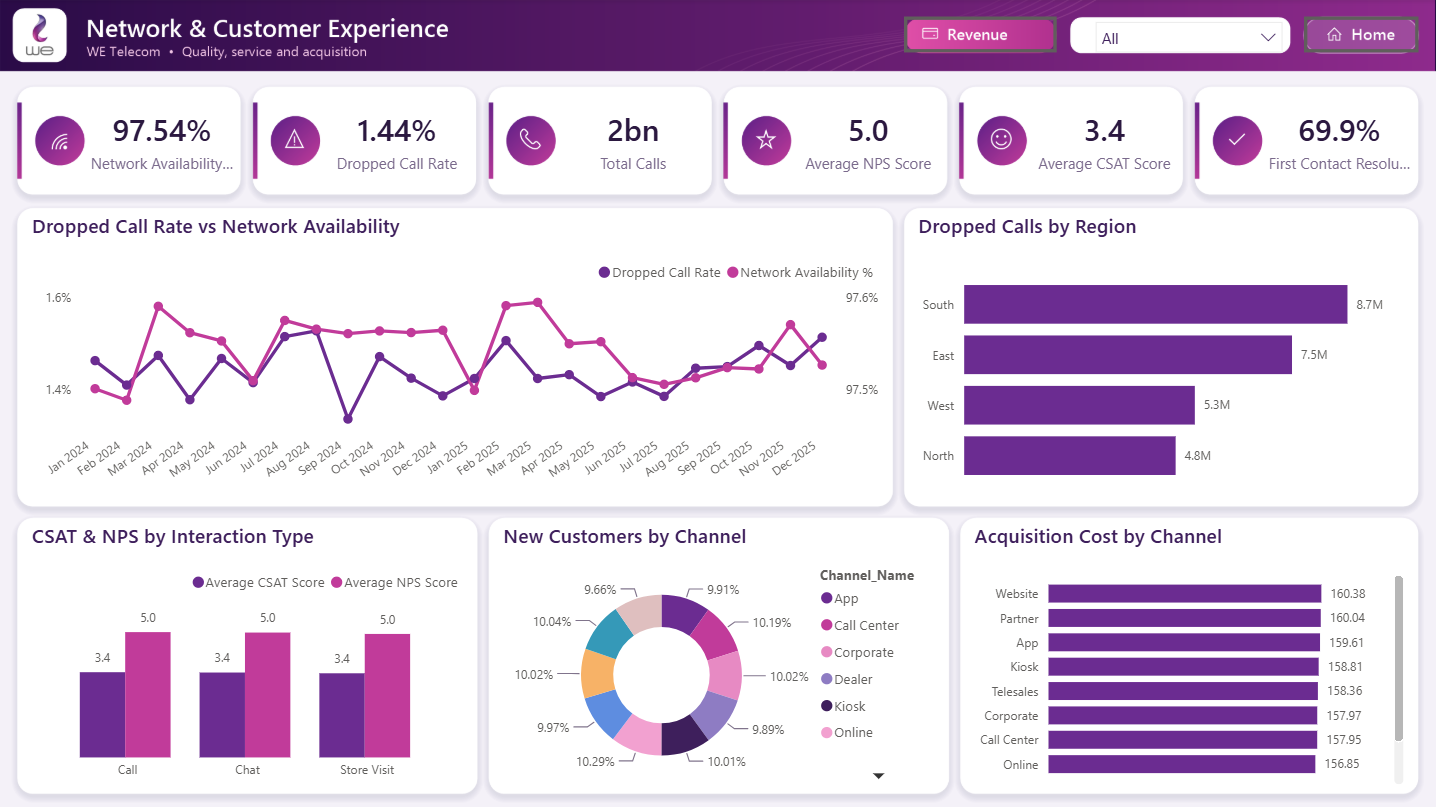 we
Network & Customer Experience
WE Telecom • Quality, service and acquisition
Revenue
All
Home
97.54%
Network Availability...
1.44%
Dropped Call Rate
2bn
Total Calls
5.0
Average NPS Score
3.4
Average CSAT Score
69.9%
First Contact Resolu...
Dropped Call Rate vs Network Availability
Dropped Call Rate Network Availability %
1.6%
97.6%
1.4%
97.5%
Jan 2024
Feb 2024
Mar 2024
Apr 2024
May 2024
Jun 2024
Jul 2024
Aug 2024
Sep 2024
Oct 2024
Nov 2024
Dec 2024
Jan 2025
Feb 2025
Mar 2025
Apr 2025
May 2025
Jun 2025
Jul 2025
Aug 2025
Sep 2025
Oct 2025
Nov 2025
Dec 2025
Dropped Calls by Region
South 8.7M
East 7.5M
West 5.3M
North 4.8M
CSAT & NPS by Interaction Type
Average CSAT Score Average NPS Score
3.4 5.0
3.4 5.0
3.4 5.0
Call Chat Store Visit
New Customers by Channel
9.91%
10.19%
10.02%
9.89%
10.01%
10.29%
9.97%
10.02%
10.04%
9.66%
Channel_Name
App
Call Center
Corporate
Dealer
Kiosk
Online
Acquisition Cost by Channel
Website 160.38
Partner 160.04
App 159.61
Kiosk 158.81
Telesales 158.36
Corporate 157.97
Call Center 157.95
Online 156.85